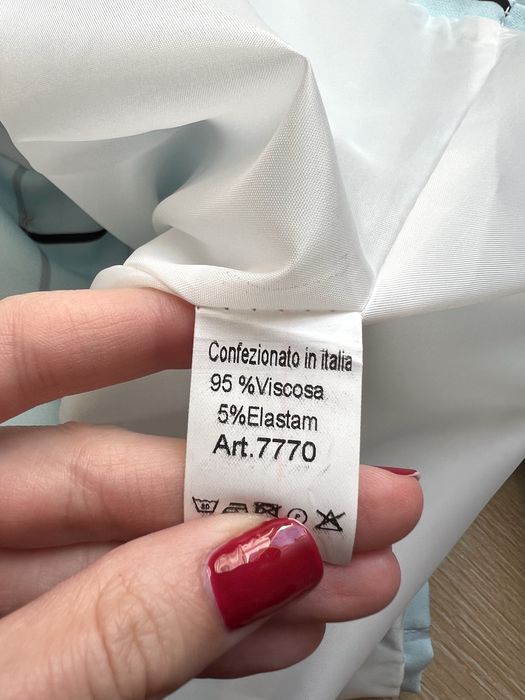 Confezionato in italia
95 %Viscosa
5%Elastam
Art.7770
P